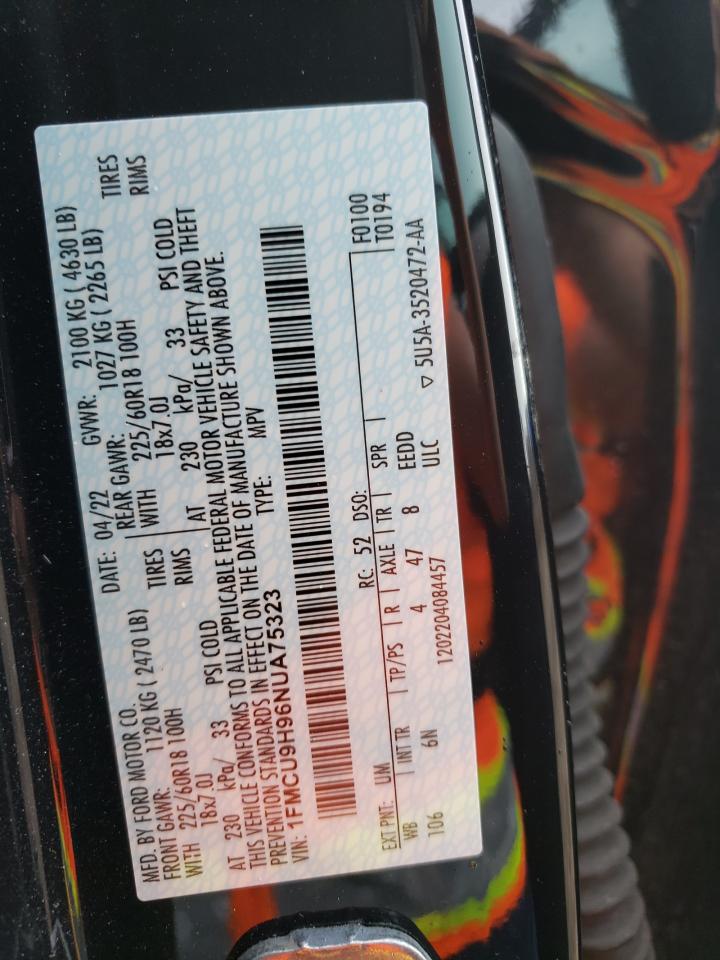 MFD. BY FORD MOTOR CO. DATE: 04/22 GVWR: 2100 KG ( 4630 LB)
FRONT GAWR: 1120 KG ( 2470 LB) REAR GAWR: 1027 KG ( 2265 LB)
WITH 225/60R18 100H TIRES WITH 225/60R18 100H TIRES
18x7.0J RIMS 18x7.0J RIMS
AT 230 kPa/ 33 PSI COLD AT 230 kPa/ 33 PSI COLD
THIS VEHICLE CONFORMS TO ALL APPLICABLE FEDERAL MOTOR VEHICLE SAFETY AND THEFT
PREVENTION STANDARDS IN EFFECT ON THE DATE OF MANUFACTURE SHOWN ABOVE.
VIN: 1FMCU9H96NUA75323 TYPE: MPV
EXT PNT: UM RC: 52 DSO: F0100
WB INT TR TP/PS R AXLE TR SPR T0194
106 6N 4 47 8 EEDD
1202204084457 ULC ▽ 5U5A-3520472-AA